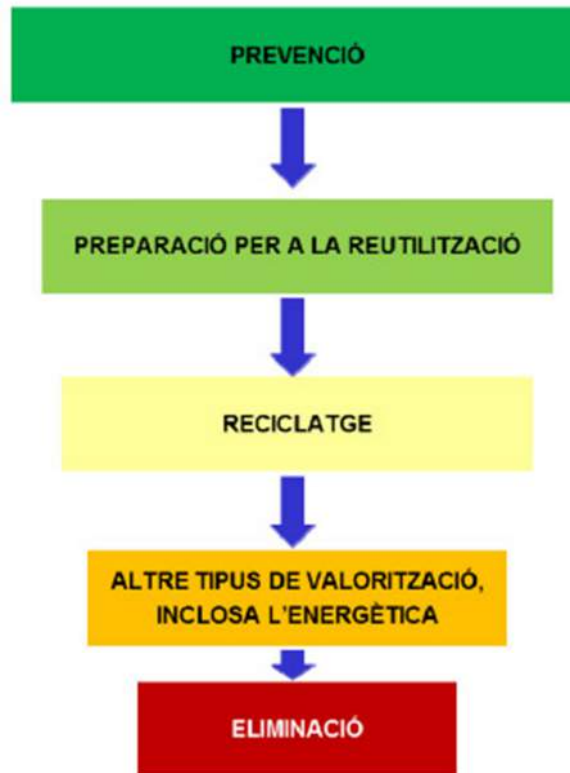 PREVENCIÓ
PREPARACIÓ PER A LA REUTILITZACIÓ
RECICLATGE
ALTRE TIPUS DE VALORITZACIÓ,
INCLOSA L'ENERGÈTICA
ELIMINACIÓ